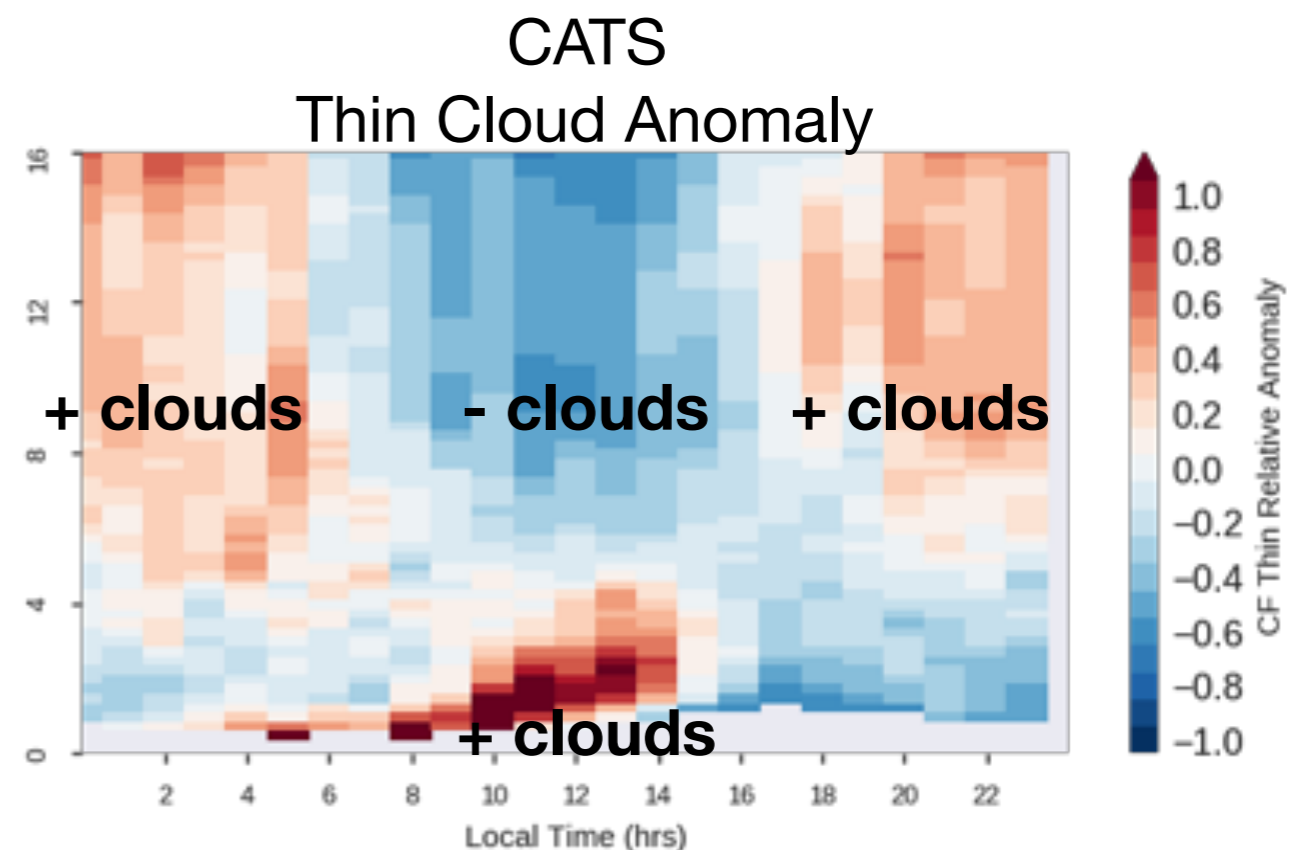 CATS
Thin Cloud Anomaly
16
12
8
4
0
+ clouds
- clouds
+ clouds
+ clouds
2 4 6 8 10 12 14 16 18 20 22
Local Time (hrs)
1.0
0.8
0.6
0.4
0.2
0.0
−0.2
−0.4
−0.6
−0.8
−1.0
CF Thin Relative Anomaly